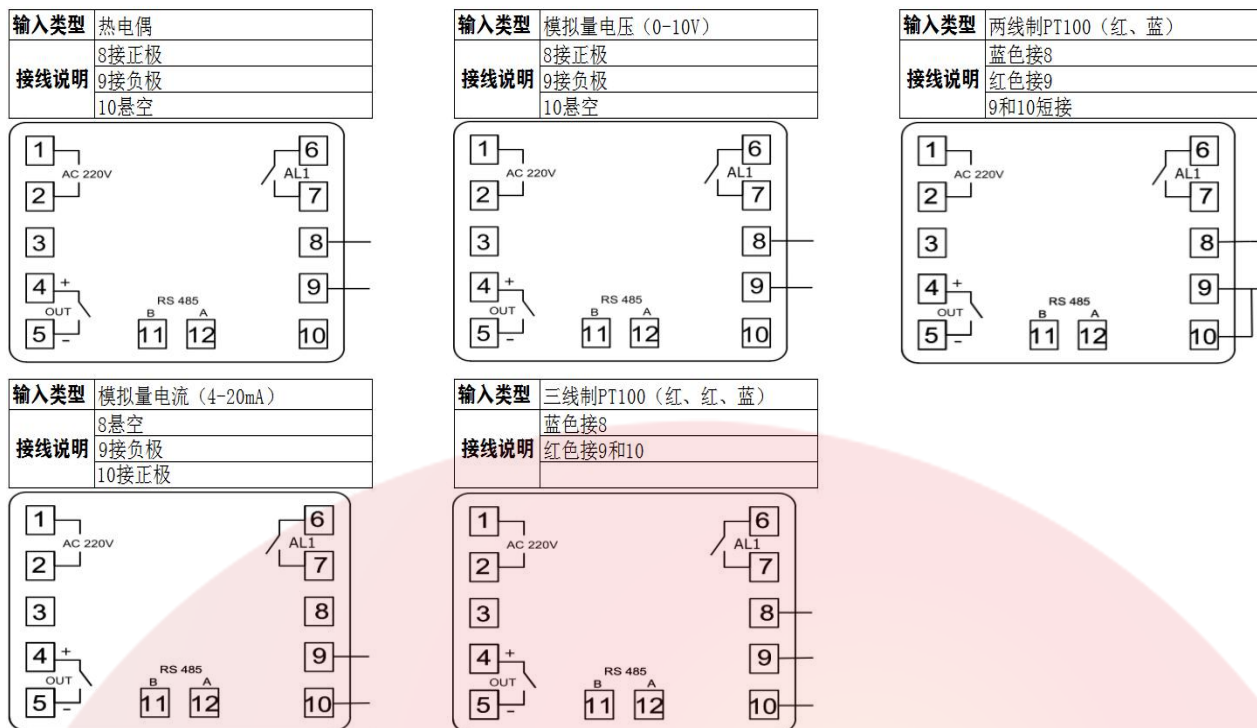 输入类型 热电偶
接线说明
8接正极
9接负极
10悬空
1
6
AC 220V
AL1
2
7
3
8
4 +
9
OUT
RS 485
B A
5 -
11 12
10
输入类型 模拟量电压（0-10V）
接线说明
8接正极
9接负极
10悬空
1
6
AC 220V
AL1
2
7
3
8
4 +
9
OUT
RS 485
B A
5 -
11 12
10
输入类型 两线制PT100（红、蓝）
接线说明
蓝色接8
红色接9
9和10短接
1
6
AC 220V
AL1
2
7
3
8
4 +
9
OUT
RS 485
B A
5 -
11 12
10
输入类型 模拟量电流（4-20mA）
接线说明
8悬空
9接负极
10接正极
1
6
AC 220V
AL1
2
7
3
8
4 +
9
OUT
RS 485
B A
5 -
11 12
10
输入类型 三线制PT100（红、红、蓝）
接线说明
蓝色接8
红色接9和10
1
6
AC 220V
AL1
2
7
3
8
4 +
9
OUT
RS 485
B A
5 -
11 12
10